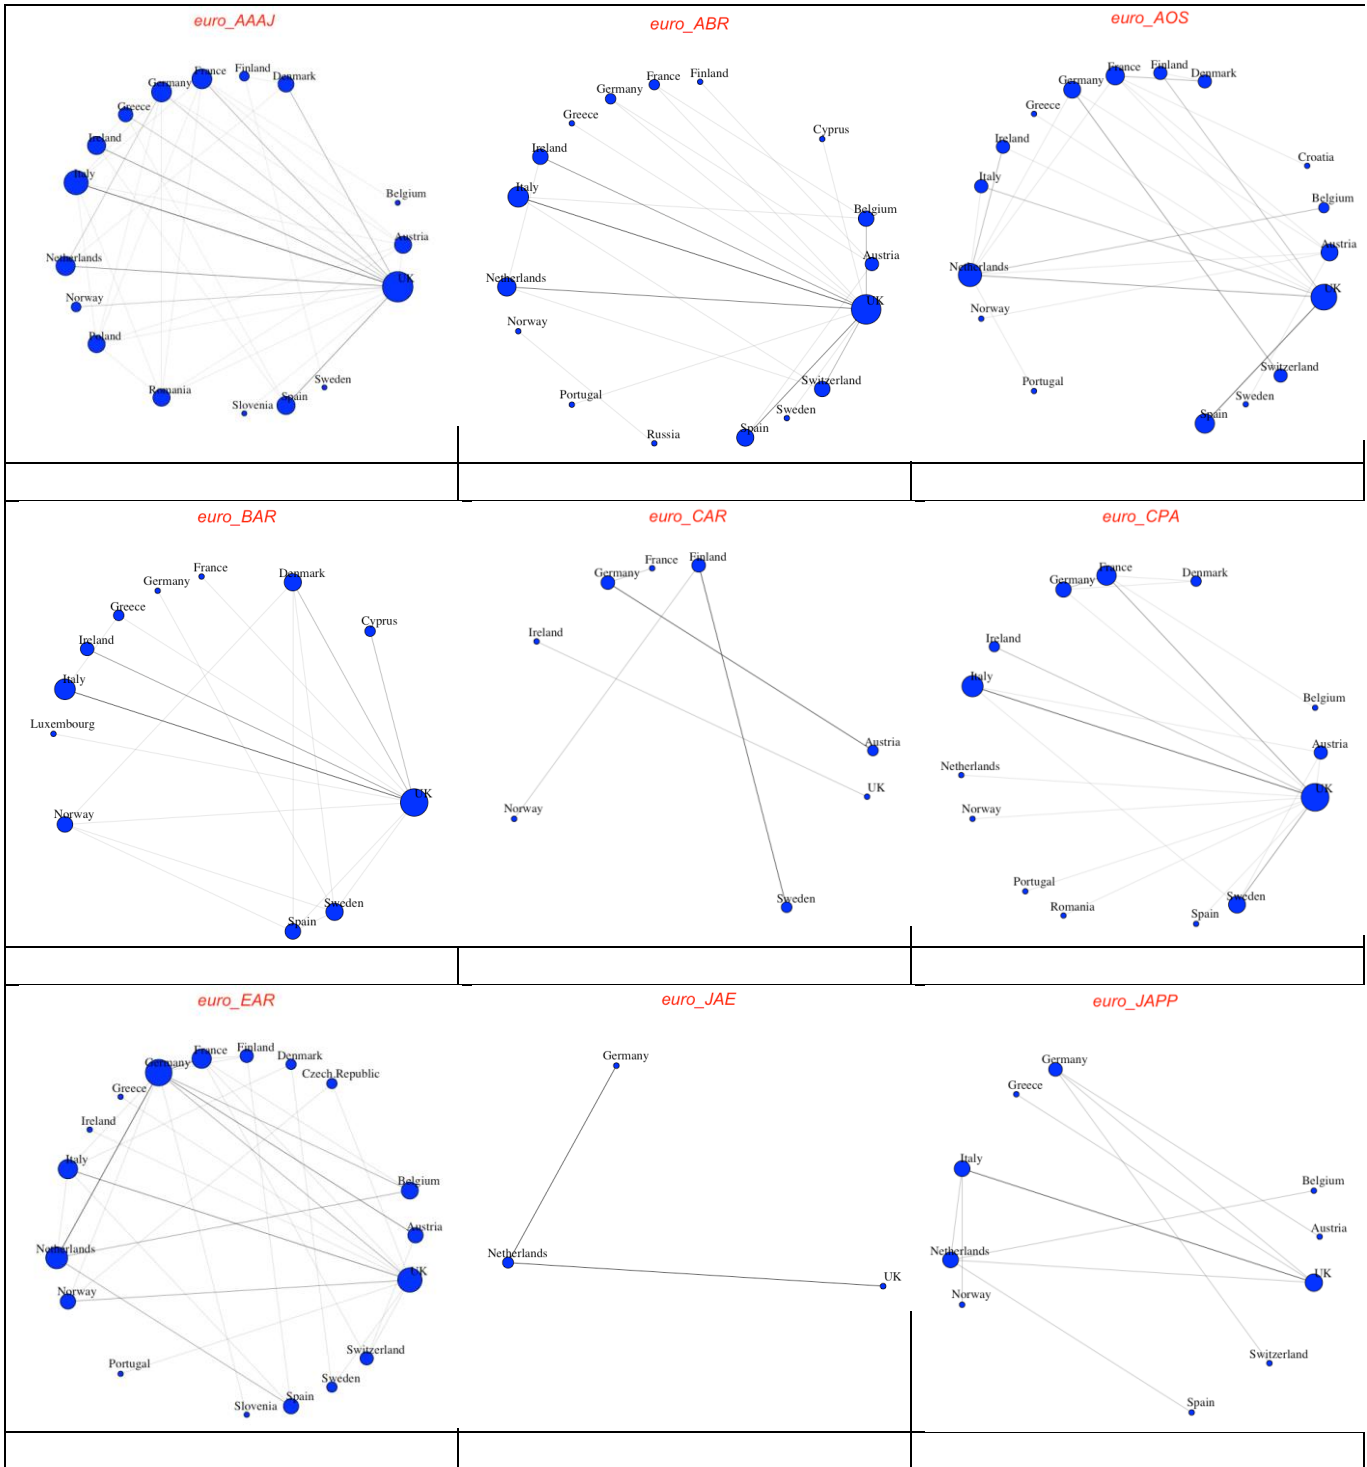 euro_AAAJ
France
Finland
Denmark
Germany
Greece
Ireland
Italy
Belgium
Austria
Netherlands
UK
Norway
Poland
Romania
Sweden
Spain
Slovenia
euro_ABR
France
Finland
Germany
Greece
Cyprus
Ireland
Italy
Belgium
Austria
Netherlands
UK
Norway
Switzerland
Portugal
Sweden
Spain
Russia
euro_AOS
France
Finland
Denmark
Germany
Greece
Ireland
Croatia
Italy
Belgium
Austria
Netherlands
UK
Norway
Switzerland
Portugal
Sweden
Spain
euro_BAR
France
Denmark
Germany
Greece
Cyprus
Ireland
Italy
Luxembourg
UK
Norway
Sweden
Spain
euro_CAR
France
Finland
Germany
Ireland
Austria
UK
Norway
Sweden
euro_CPA
France
Denmark
Germany
Ireland
Italy
Belgium
Austria
Netherlands
UK
Norway
Portugal
Romania
Sweden
Spain
euro_EAR
France
Finland
Denmark
Germany
Czech Republic
Greece
Ireland
Italy
Belgium
Austria
Netherlands
UK
Norway
Switzerland
Portugal
Sweden
Spain
Slovenia
euro_JAE
Germany
Netherlands
UK
euro_JAPP
Germany
Greece
Italy
Belgium
Austria
Netherlands
UK
Norway
Switzerland
Spain